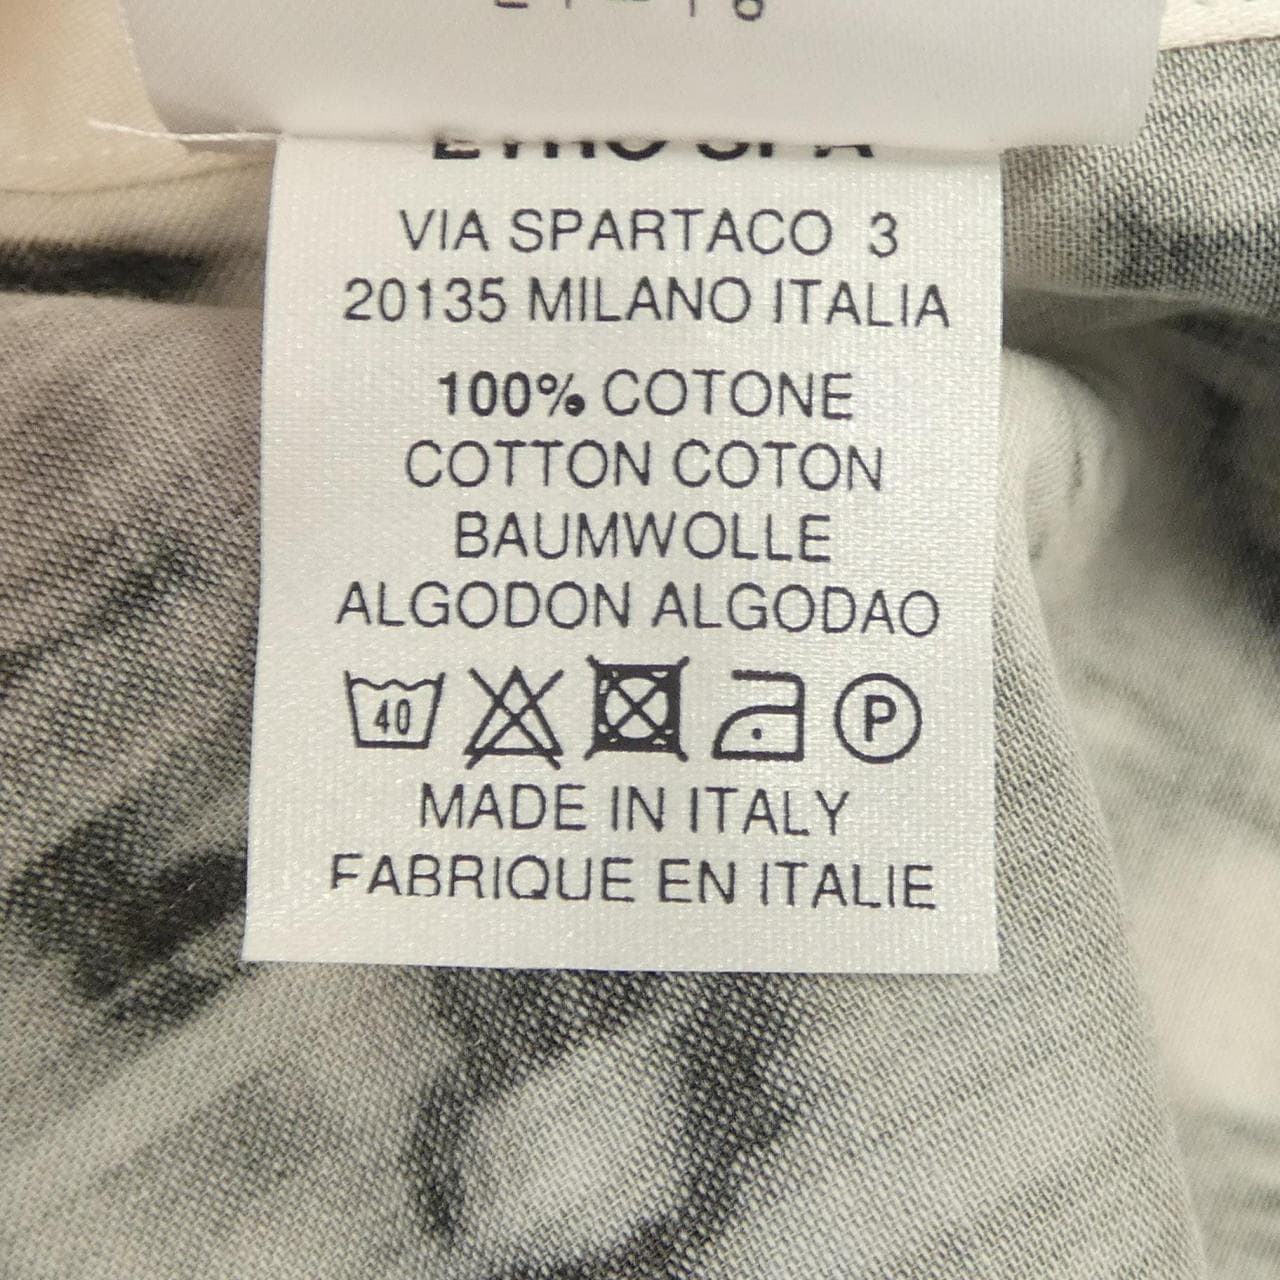 SPA
VIA SPARTACO 3
20135 MILANO ITALIA
100% COTONE
COTTON COTON
BAUMWOLLE
ALGODON ALGODAO
40
P
MADE IN ITALY
FABRIQUE EN ITALIE